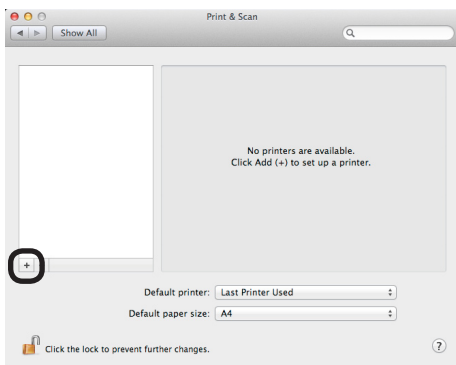 Print & Scan
Show All
No printers are available.
Click Add (+) to set up a printer.
+
Default printer: Last Printer Used
Default paper size: A4
Click the lock to prevent further changes.
?